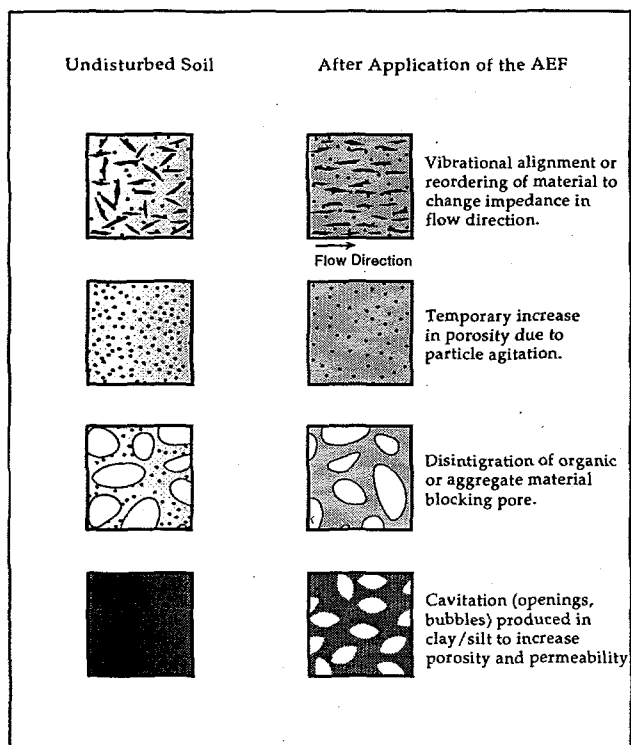 Undisturbed Soil
After Application of the AEF
Vibrational alignment or
reordering of material to
change impedance in
flow direction.
Flow Direction
Temporary increase
in porosity due to
particle agitation.
Disintigration of organic
or aggregate material
blocking pore.
Cavitation (openings,
bubbles) produced in
clay/silt to increase
porosity and permeability